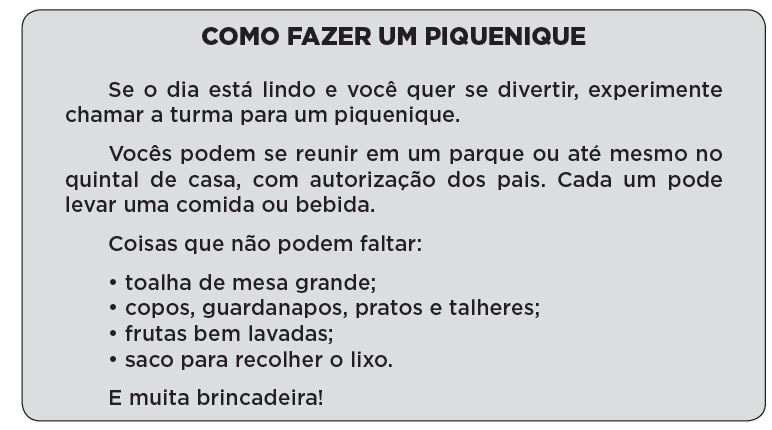 COMO FAZER UM PIQUENIQUE
Se o dia está lindo e você quer se divertir, experimente
chamar a turma para um piquenique.
Vocês podem se reunir em um parque ou até mesmo no
quintal de casa, com autorização dos pais. Cada um pode
levar uma comida ou bebida.
Coisas que não podem faltar:
• toalha de mesa grande;
• copos, guardanapos, pratos e talheres;
• frutas bem lavadas;
• saco para recolher o lixo.
E muita brincadeira!